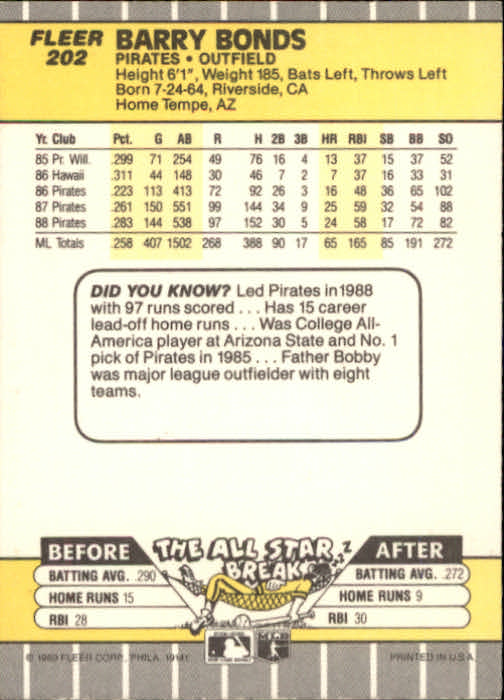 FLEER
202
BARRY BONDS
PIRATES • OUTFIELD
Height 6'1", Weight 185, Bats Left, Throws Left
Born 7-24-64, Riverside, CA
Home Tempe, AZ
Yr. Club Pct. G AB R H 2B 3B HR RBI SB BB SO
85 Pr. Will. .299 71 254 49 76 16 4 13 37 15 37 52
86 Hawaii .311 44 148 30 46 7 2 7 37 16 33 31
86 Pirates .223 113 413 72 92 26 3 16 48 36 65 102
87 Pirates .261 150 551 99 144 34 9 25 59 32 54 88
88 Pirates .283 144 538 97 152 30 5 24 58 17 72 82
ML Totals .258 407 1502 268 388 90 17 65 165 85 191 272
DID YOU KNOW? Led Pirates in 1988
with 97 runs scored . . . Has 15 career
lead-off home runs . . . Was College All-
America player at Arizona State and No. 1
pick of Pirates in 1985 . . . Father Bobby
was major league outfielder with eight
teams.
BEFORE THE ALL STAR BREAK AFTER
BATTING AVG. .290 BATTING AVG. .272
HOME RUNS 15 HOME RUNS 9
RBI 28 RBI 30
© 1989 FLEER CORP., PHILA. 19141 PRINTED IN U.S.A.